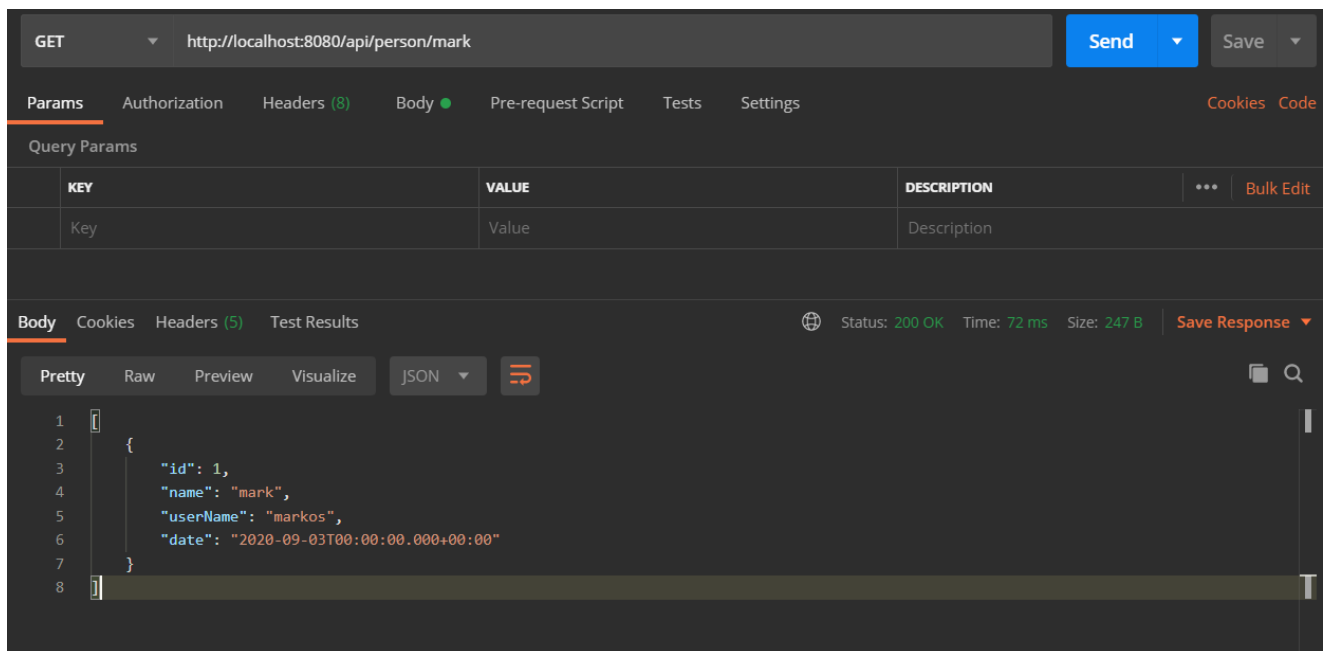 GET http://localhost:8080/api/person/mark Send Save
Params Authorization Headers (8) Body Pre-request Script Tests Settings Cookies Code
Query Params
KEY VALUE DESCRIPTION ••• Bulk Edit
Key Value Description
Body Cookies Headers (5) Test Results Status: 200 OK Time: 72 ms Size: 247 B Save Response
Pretty Raw Preview Visualize JSON
1 [
2 {
3 "id": 1,
4 "name": "mark",
5 "userName": "markos",
6 "date": "2020-09-03T00:00:00.000+00:00"
7 }
8 ]